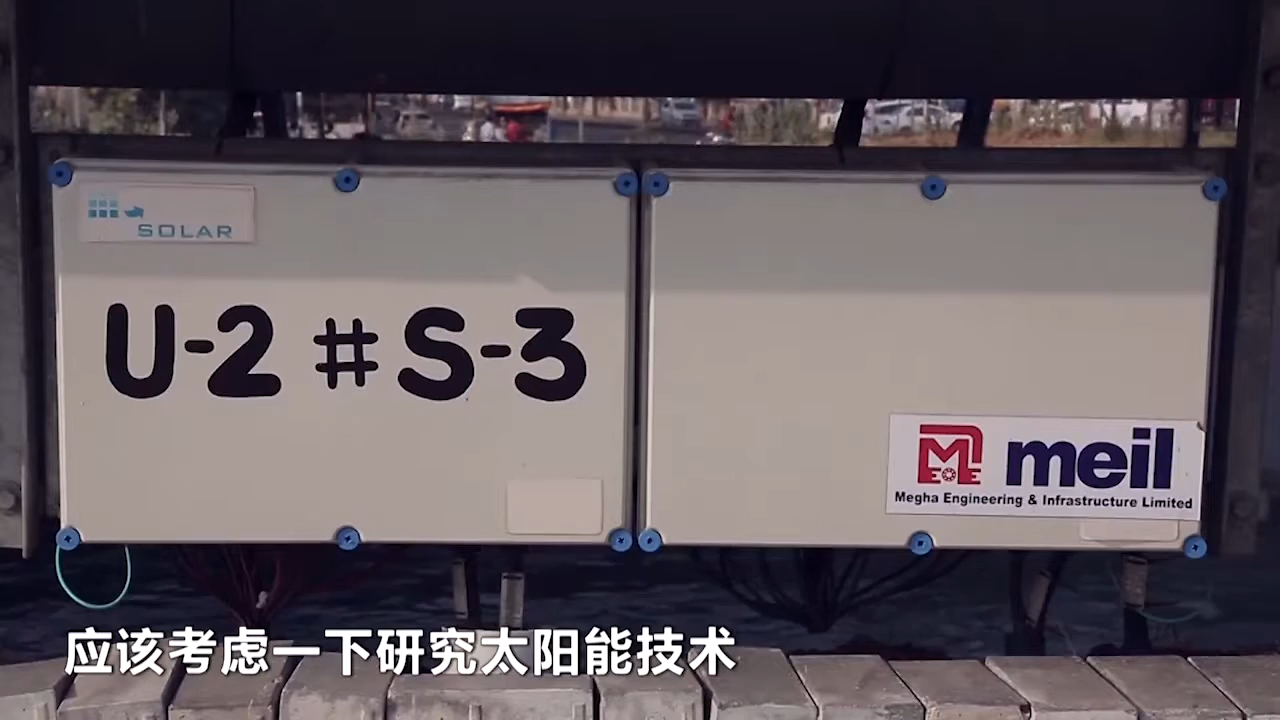 SOLAR
U-2 # S-3
MEE
meil
Megha Engineering & Infrastructure Limited
应该考虑一下研究太阳能技术